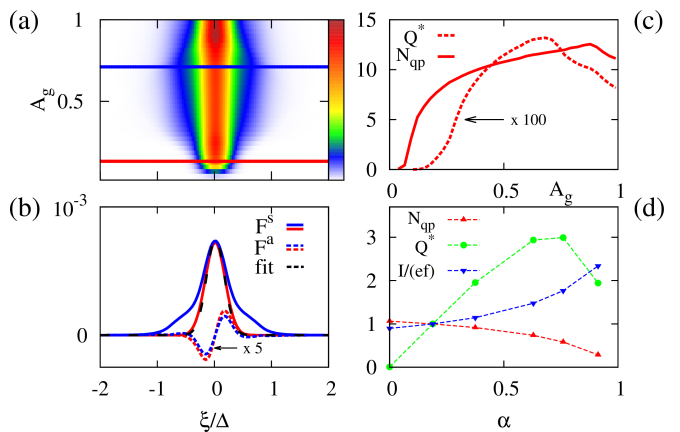 (a)
1
0.5
0
A_g
(b)
10^-3
0
F^s
F^a
fit
x 5
-2
-1
0
1
2
ξ/Δ
(c)
15
10
5
0
Q^*
N_qp
x 100
0
0.5
A_g
1
(d)
3
2
1
0
N_qp
Q^*
I/(ef)
0
0.5
1
α